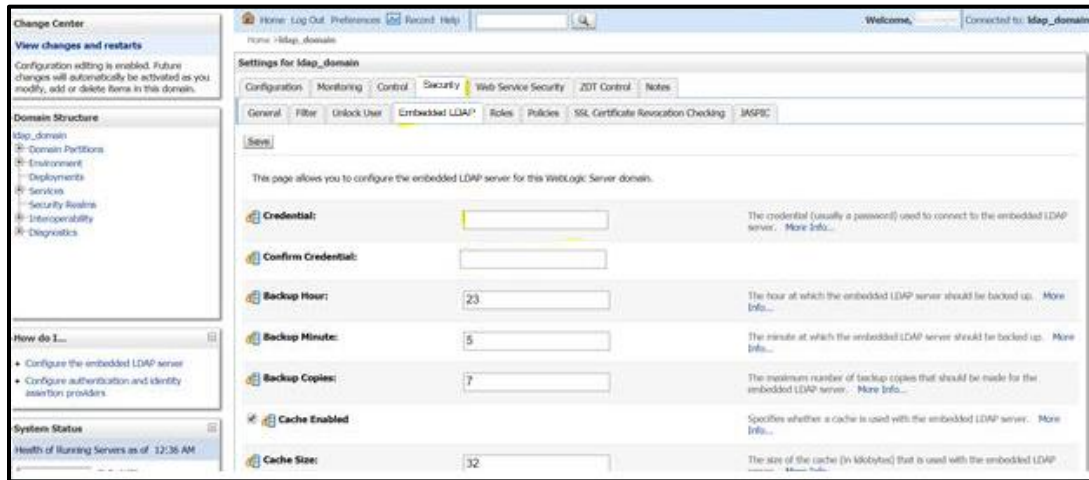 Change Center
View changes and restarts
Configuration editing is enabled. Future
changes will automatically be activated as you
modify, add or delete items in this domain.
Domain Structure
ldap_domain
Domain Partitions
Environment
Deployments
Services
Security Realms
Interoperability
Diagnostics
How do I...
Configure the embedded LDAP server
Configure authentication and identity
assertion providers
System Status
Health of Running Servers as of 12:36 AM
Home Log Out Preferences Record Help
Welcome,
Connected to: ldap_domain
Home >ldap_domain
Settings for ldap_domain
Configuration Monitoring Control Security Web Service Security ZDT Control Notes
General Filter Unlock User Embedded LDAP Roles Policies SSL Certificate Revocation Checking JASPIC
Save
This page allows you to configure the embedded LDAP server for this WebLogic Server domain.
Credential:
The credential (usually a password) used to connect to the embedded LDAP
server. More Info...
Confirm Credential:
Backup Hour:
23
The hour at which the embedded LDAP server should be backed up. More
Info...
Backup Minute:
5
The minute at which the embedded LDAP server should be backed up. More
Info...
Backup Copies:
7
The maximum number of backup copies that should be made for the
embedded LDAP server. More Info...
Cache Enabled
Specifies whether a cache is used with the embedded LDAP server. More
Info...
Cache Size:
32
The size of the cache (in kilobytes) that is used with the embedded LDAP
server. More Info...